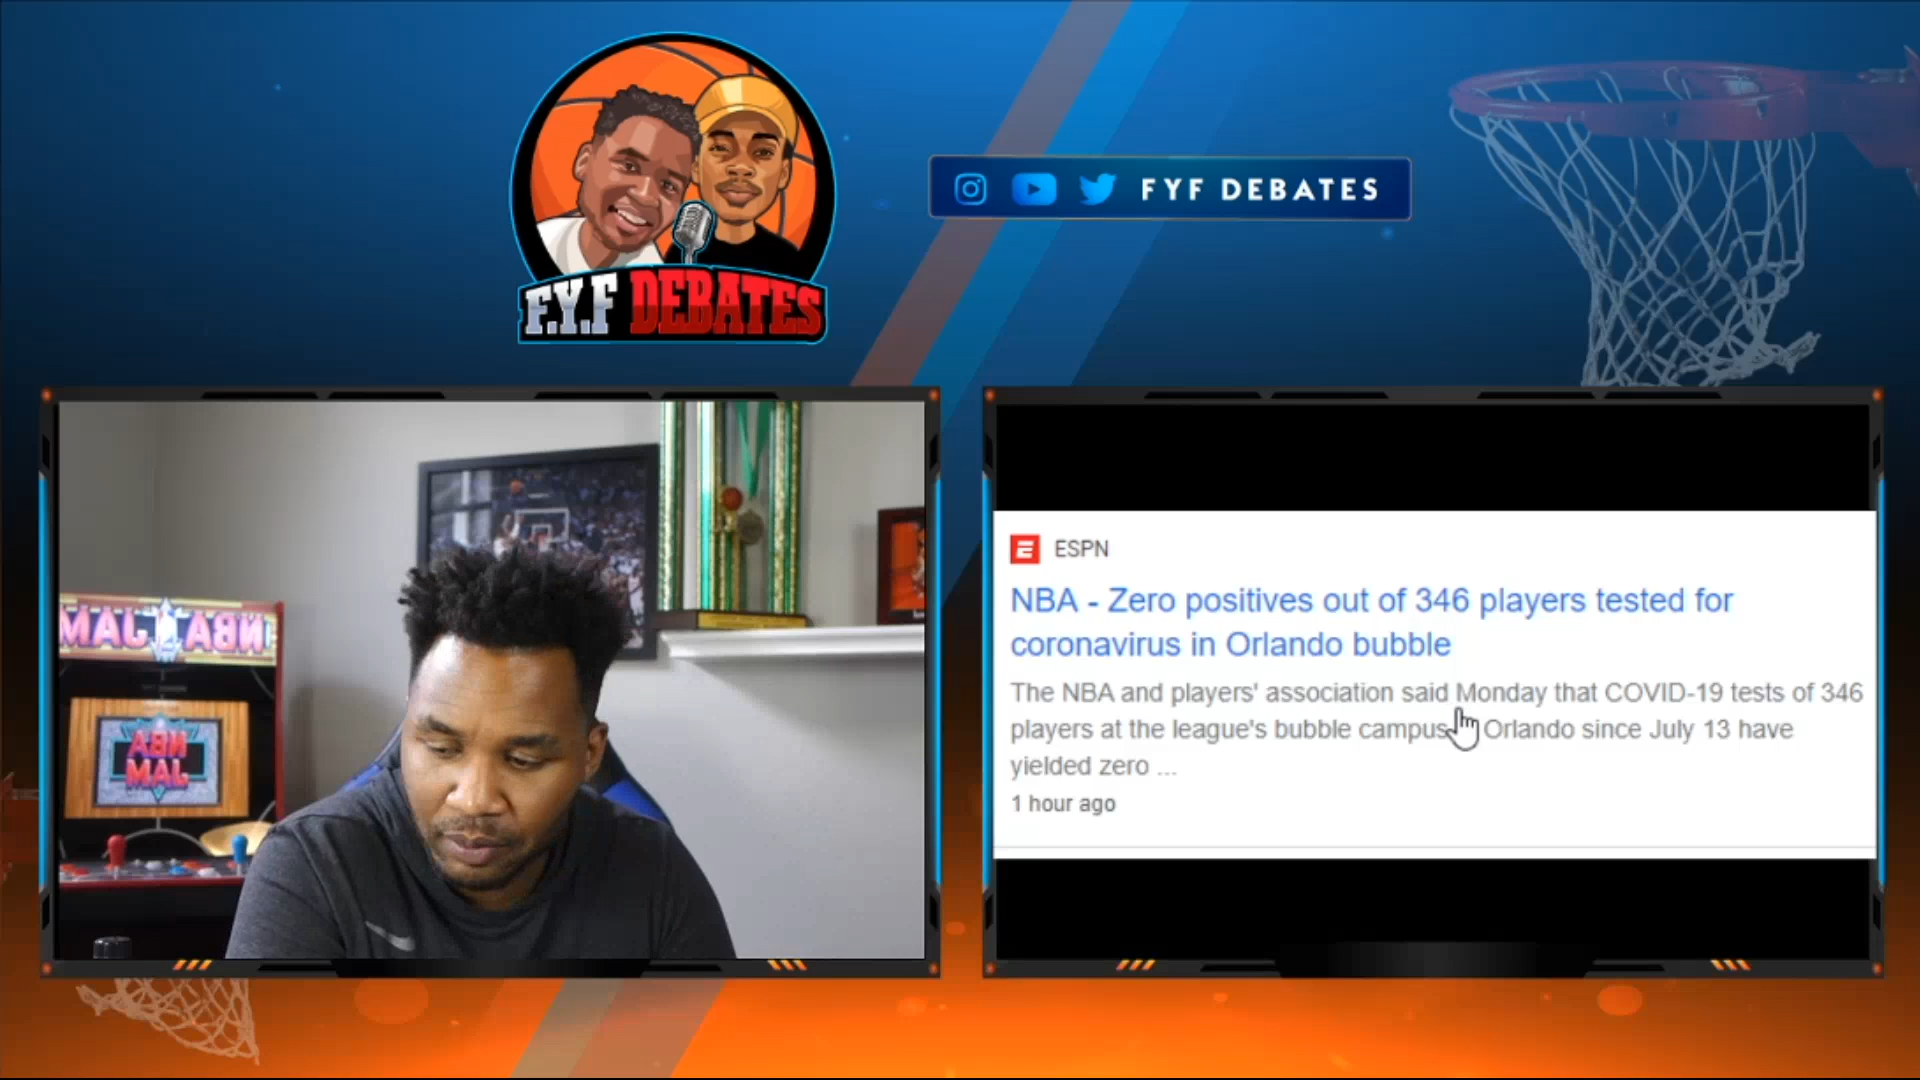 F.Y.F DEBATES
FYF DEBATES
NBA JAM
NBA
JAM
ESPN
NBA - Zero positives out of 346 players tested for
coronavirus in Orlando bubble
The NBA and players' association said Monday that COVID-19 tests of 346
players at the league's bubble campus Orlando since July 13 have
yielded zero ...
1 hour ago